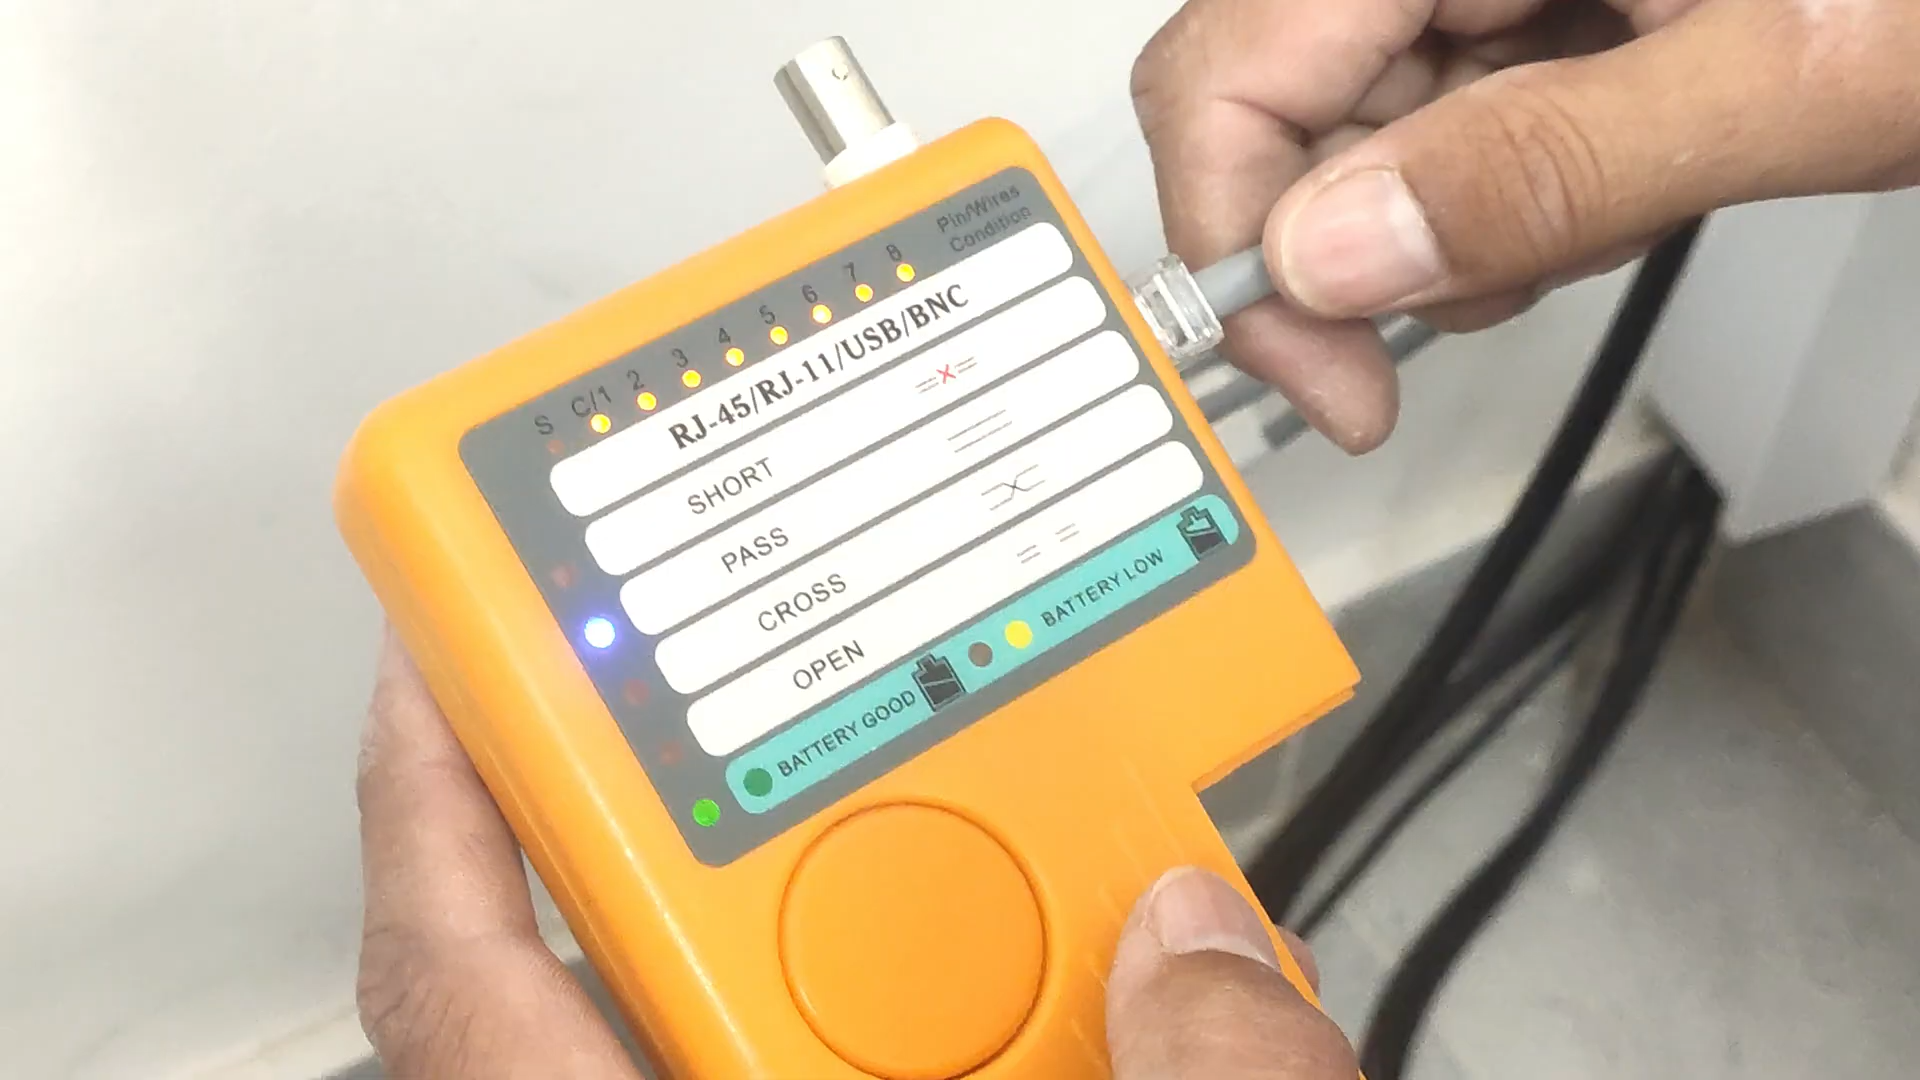 Pin/Wires
Condition
S C/1 2 3 4 5 6 7 8
RJ-45/RJ-11/USB/BNC
SHORT
PASS
CROSS
OPEN
BATTERY GOOD
BATTERY LOW